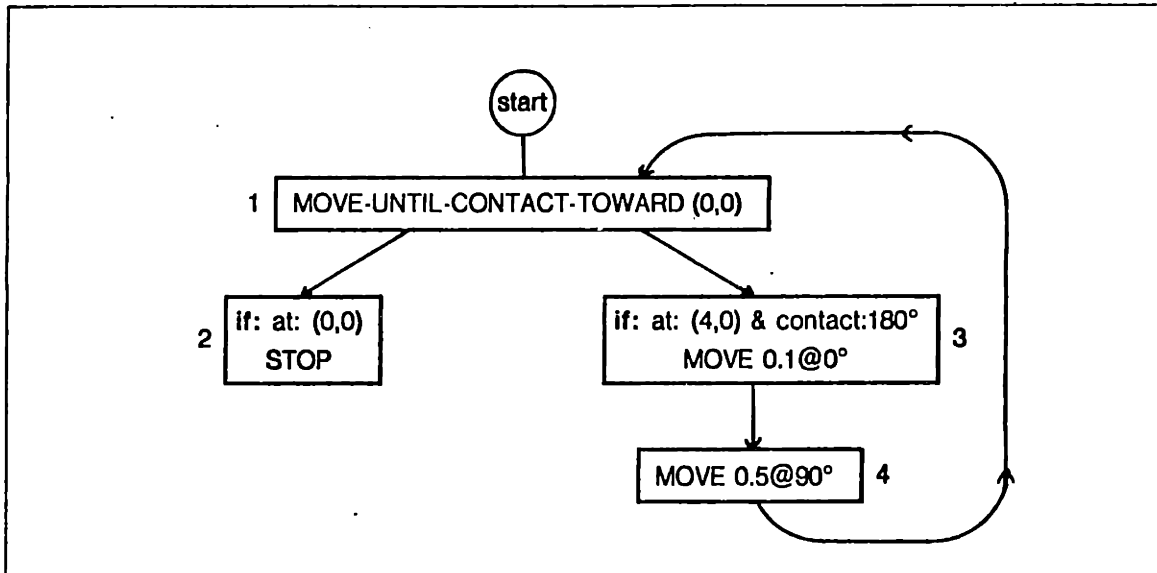 start
1 MOVE-UNTIL-CONTACT-TOWARD (0,0)
2 if: at: (0,0)
STOP
if: at: (4,0) & contact:180°
MOVE 0.1@0°
3
MOVE 0.5@90° 4